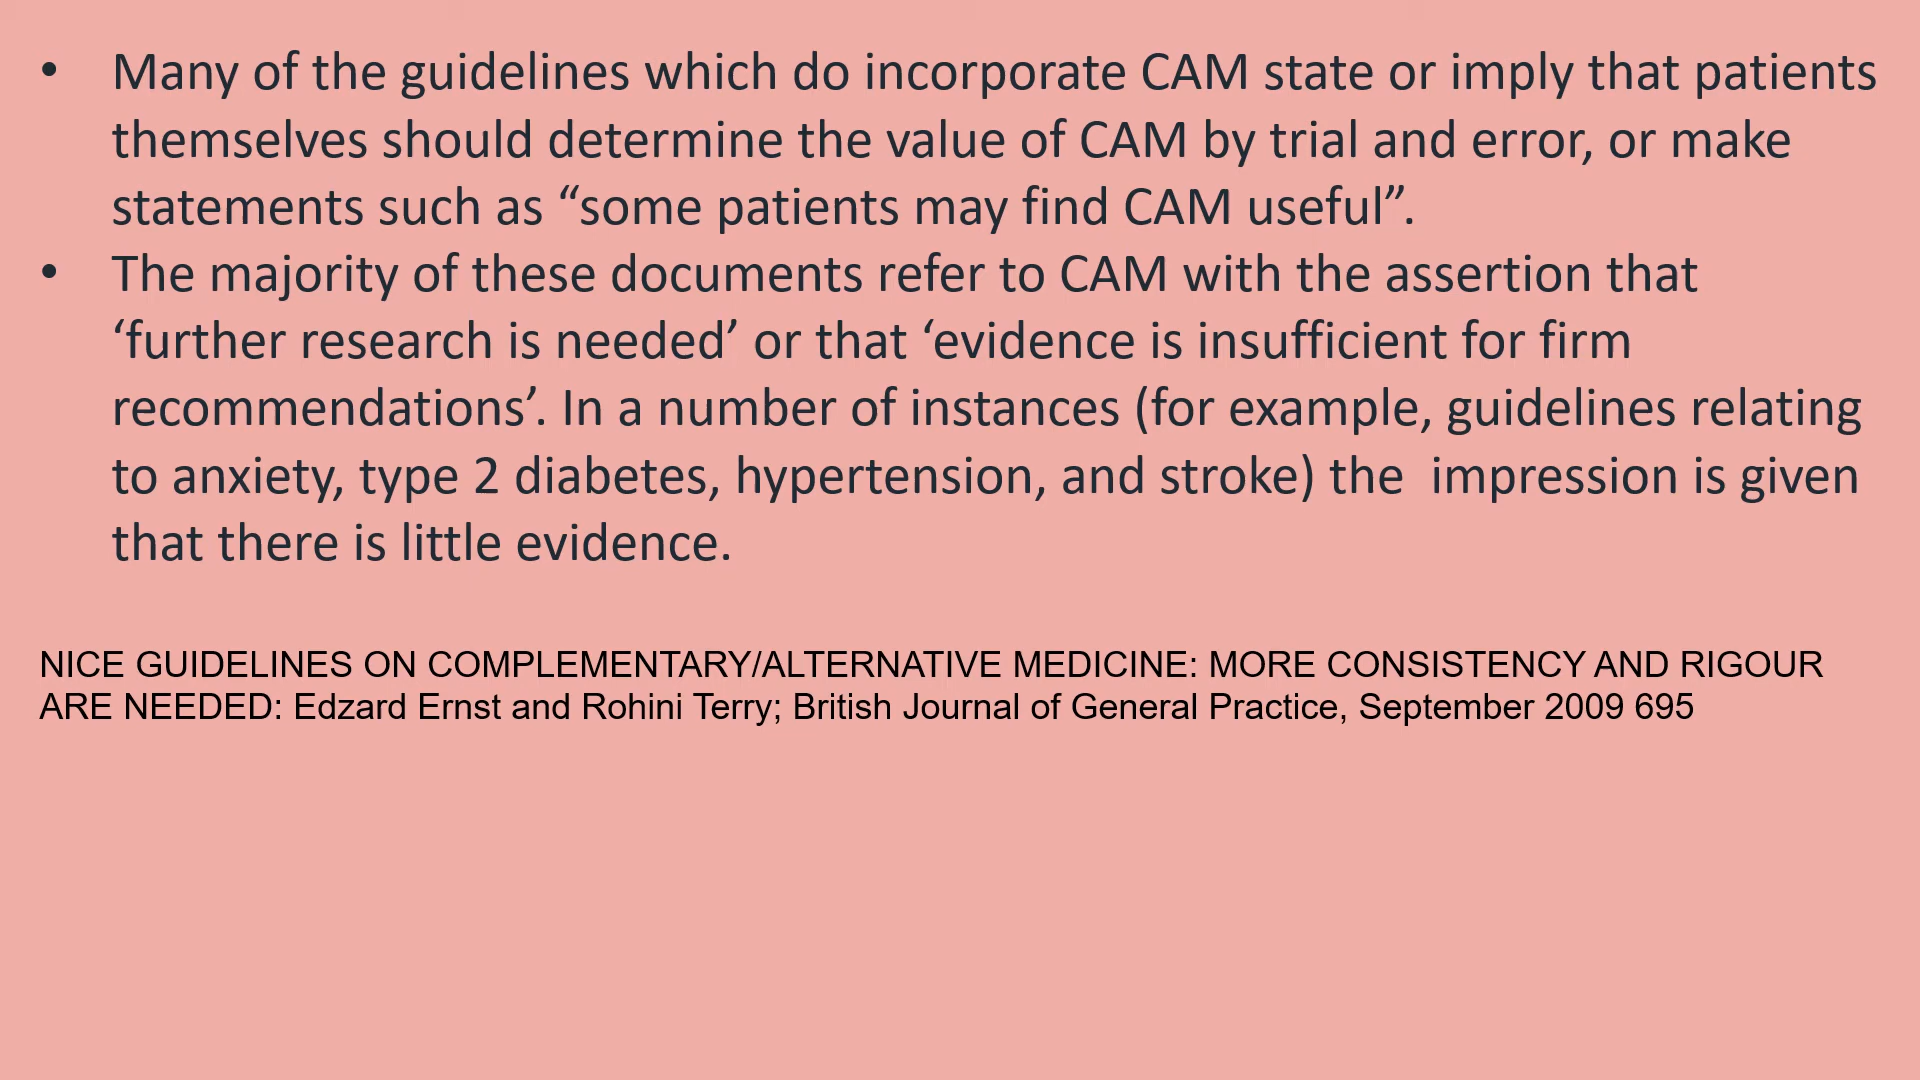 • Many of the guidelines which do incorporate CAM state or imply that patients
themselves should determine the value of CAM by trial and error, or make
statements such as “some patients may find CAM useful”.
• The majority of these documents refer to CAM with the assertion that
‘further research is needed’ or that ‘evidence is insufficient for firm
recommendations’. In a number of instances (for example, guidelines relating
to anxiety, type 2 diabetes, hypertension, and stroke) the  impression is given
that there is little evidence.
NICE GUIDELINES ON COMPLEMENTARY/ALTERNATIVE MEDICINE: MORE CONSISTENCY AND RIGOUR
ARE NEEDED: Edzard Ernst and Rohini Terry; British Journal of General Practice, September 2009 695